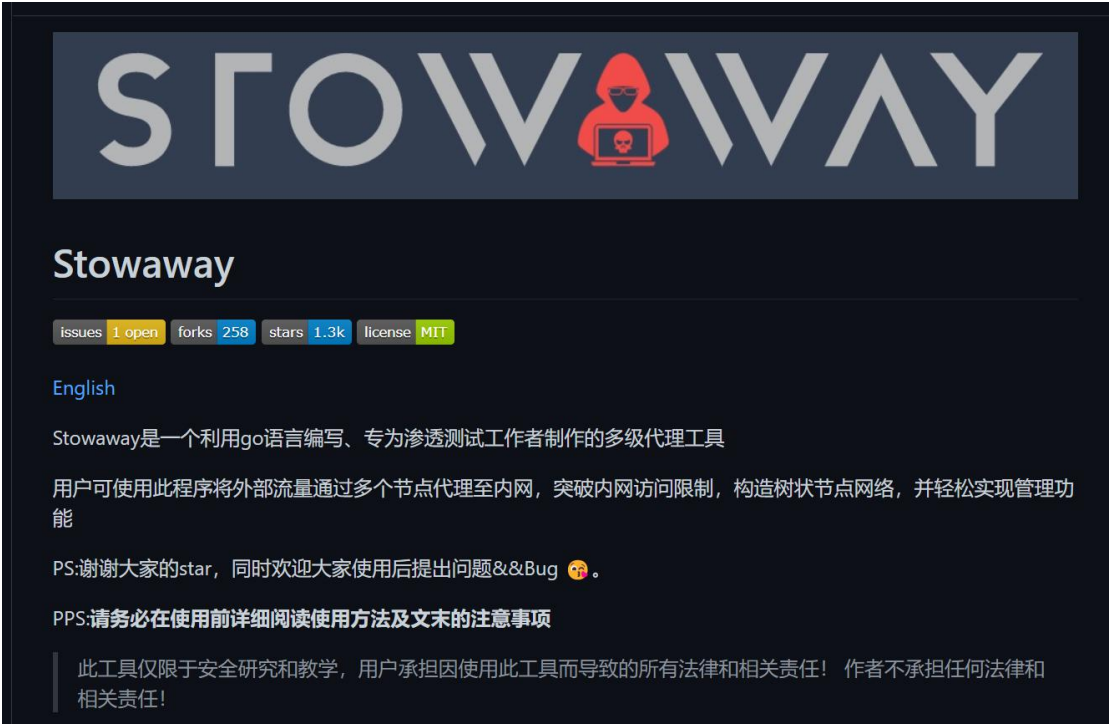 STOWAWAY
Stowaway
issues 1 open forks 258 stars 1.3k license MIT
English
Stowaway是一个利用go语言编写、专为渗透测试工作者制作的多级代理工具
用户可使用此程序将外部流量通过多个节点代理至内网，突破内网访问限制，构造树状节点网络，并轻松实现管理功
能
PS:谢谢大家的star，同时欢迎大家使用后提出问题&&Bug 😘。
PPS:请务必在使用前详细阅读使用方法及文末的注意事项
此工具仅限于安全研究和教学，用户承担因使用此工具而导致的所有法律和相关责任！ 作者不承担任何法律和
相关责任！